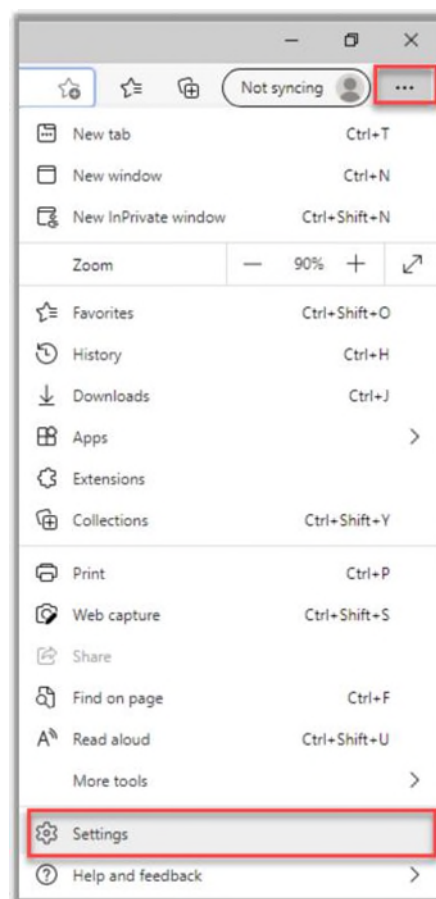 Not syncing
New tab Ctrl+T
New window Ctrl+N
New InPrivate window Ctrl+Shift+N
Zoom — 90% +
Favorites Ctrl+Shift+O
History Ctrl+H
Downloads Ctrl+J
Apps
Extensions
Collections Ctrl+Shift+Y
Print Ctrl+P
Web capture Ctrl+Shift+S
Share
Find on page Ctrl+F
Read aloud Ctrl+Shift+U
More tools
Settings
Help and feedback